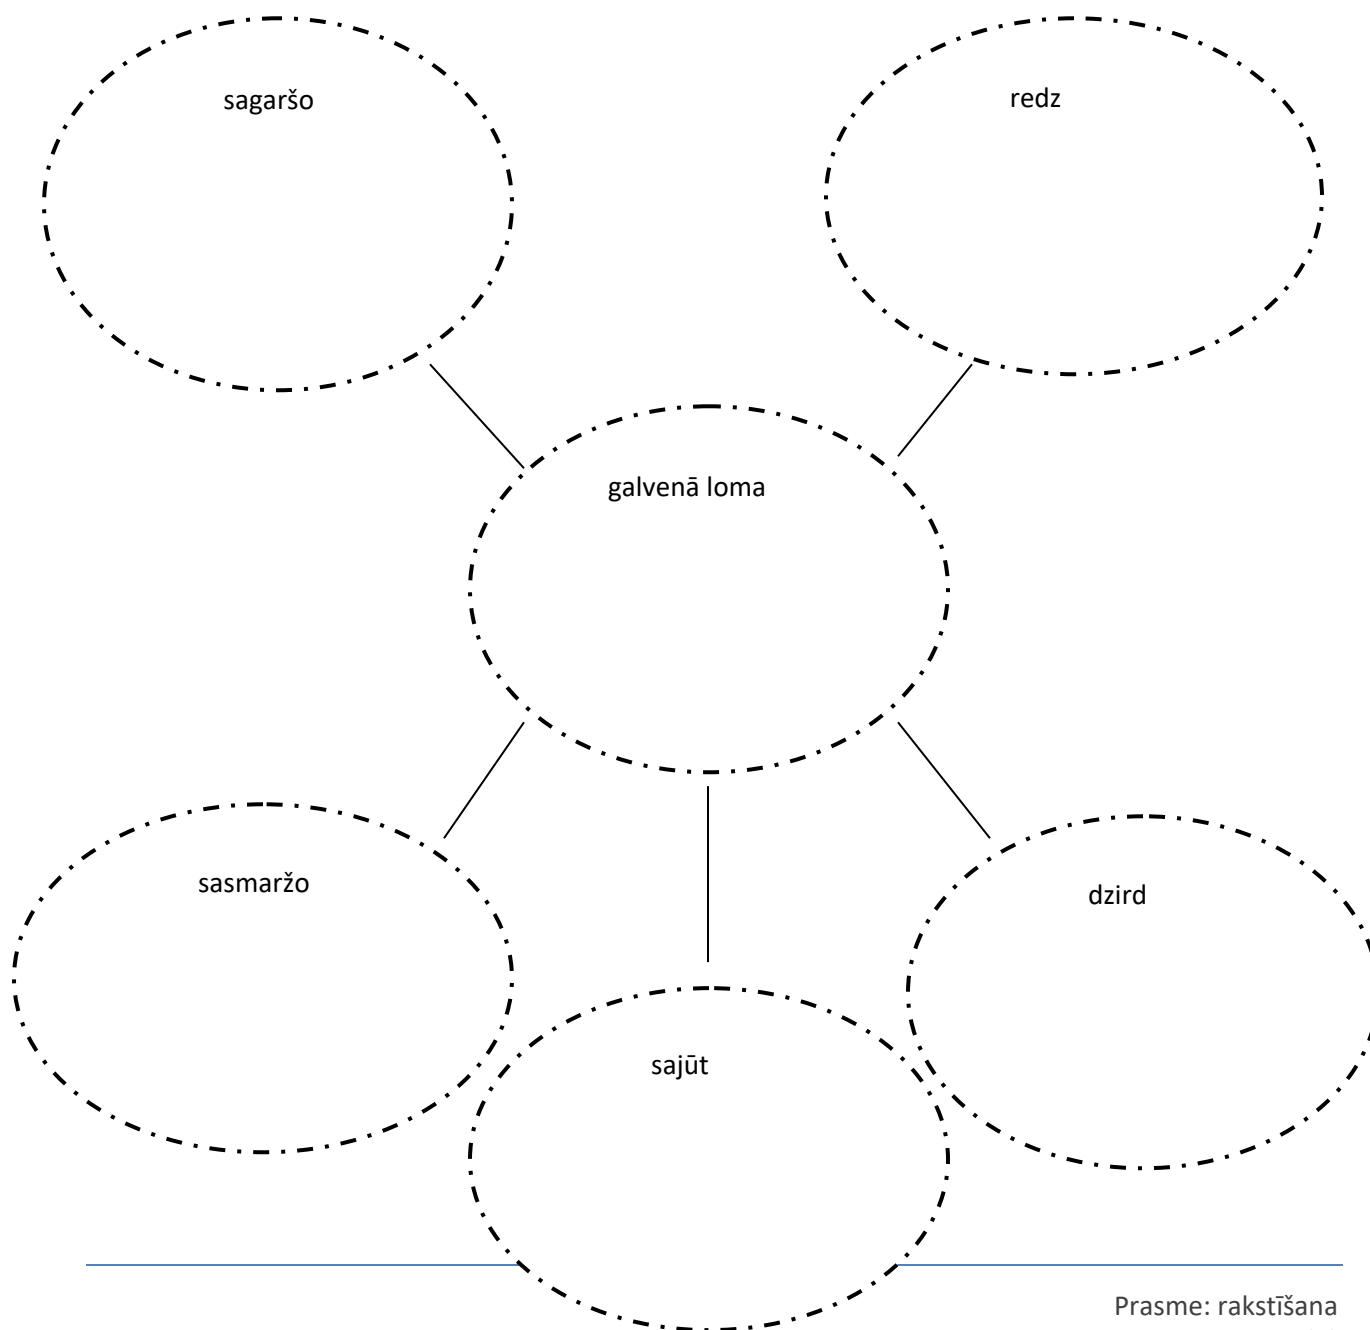 sagaršo
redz
galvenā loma
sasmaržo
dzird
sajūt
Prasme: rakstīšana